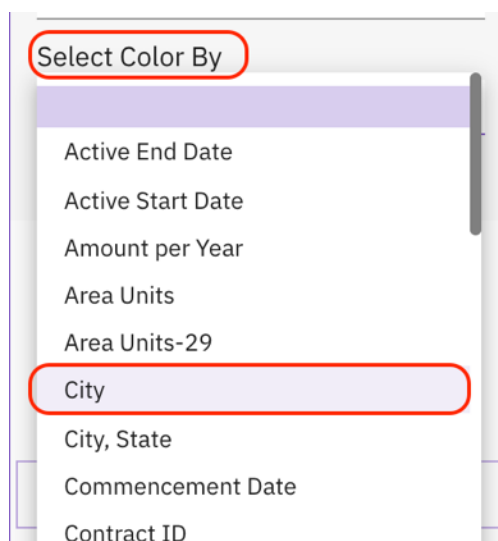 Select Color By
Active End Date
Active Start Date
Amount per Year
Area Units
Area Units-29
City
City, State
Commencement Date
Contract ID